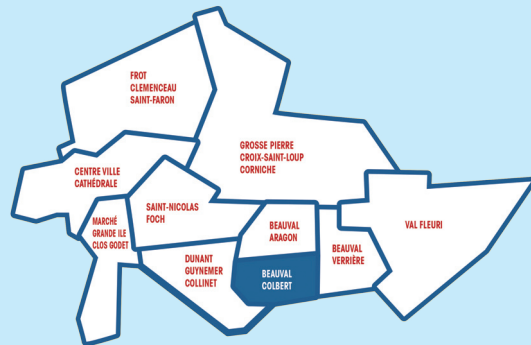 FROT
CLEMENCEAU
SAINT-FARON
GROSSE PIERRE
CROIX-SAINT-LOUP
CORNICHE
CENTRE VILLE
CATHÉDRALE
SAINT-NICOLAS
FOCH
MARCHÉ
GRANDE ILE
CLOS GODET
BEAUVAL
ARAGON
VAL FLEURI
DUNANT
GUYNEMER
COLLINET
BEAUVAL
VERRIÈRE
BEAUVAL
COLBERT